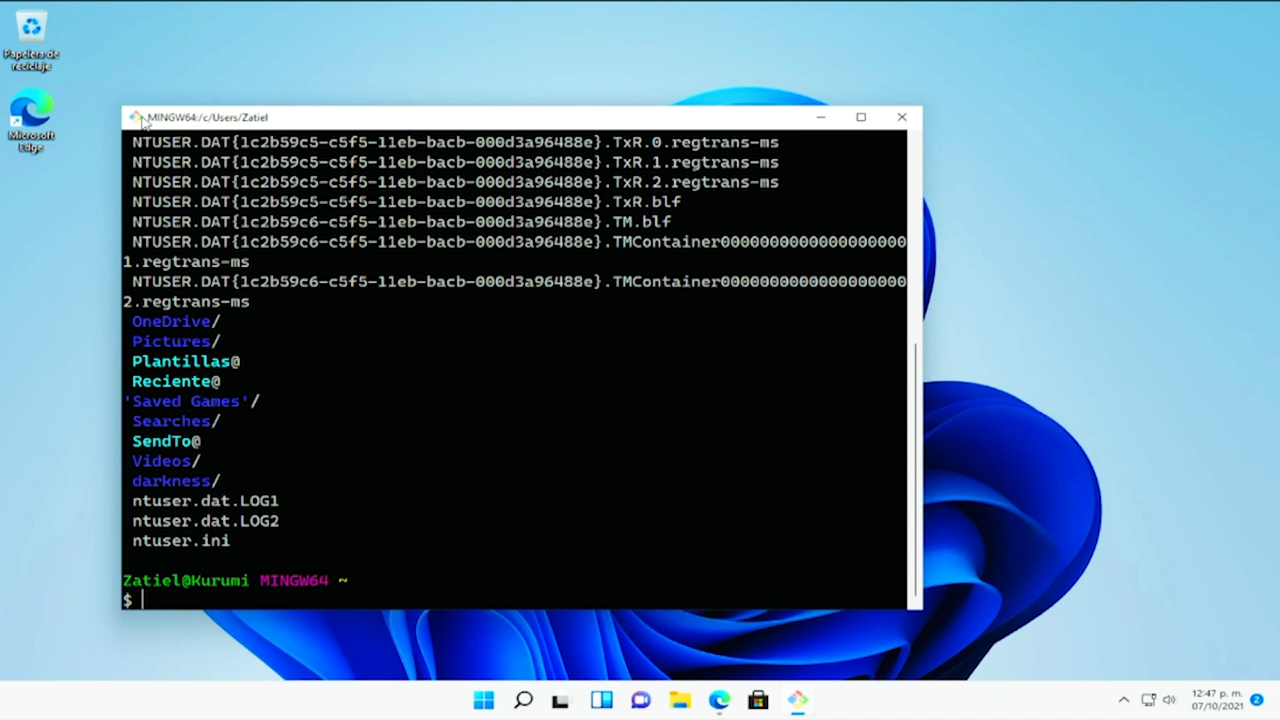 Papelera de
reciclaje
Microsoft
Edge
MINGW64:/c/Users/Zatiel
NTUSER.DAT{1c2b59c5-c5f5-11eb-bacb-000d3a96488e}.TxR.0.regtrans-ms
NTUSER.DAT{1c2b59c5-c5f5-11eb-bacb-000d3a96488e}.TxR.1.regtrans-ms
NTUSER.DAT{1c2b59c5-c5f5-11eb-bacb-000d3a96488e}.TxR.2.regtrans-ms
NTUSER.DAT{1c2b59c5-c5f5-11eb-bacb-000d3a96488e}.TxR.blf
NTUSER.DAT{1c2b59c6-c5f5-11eb-bacb-000d3a96488e}.TM.blf
NTUSER.DAT{1c2b59c6-c5f5-11eb-bacb-000d3a96488e}.TMContainer0000000000000000000
1.regtrans-ms
NTUSER.DAT{1c2b59c6-c5f5-11eb-bacb-000d3a96488e}.TMContainer0000000000000000000
2.regtrans-ms
OneDrive/
Pictures/
Plantillas@
Reciente@
'Saved Games'/
Searches/
SendTo@
Videos/
darkness/
ntuser.dat.LOG1
ntuser.dat.LOG2
ntuser.ini
Zatiel@Kurumi MINGW64 ~
$
12:47 p. m.
07/10/2021
2